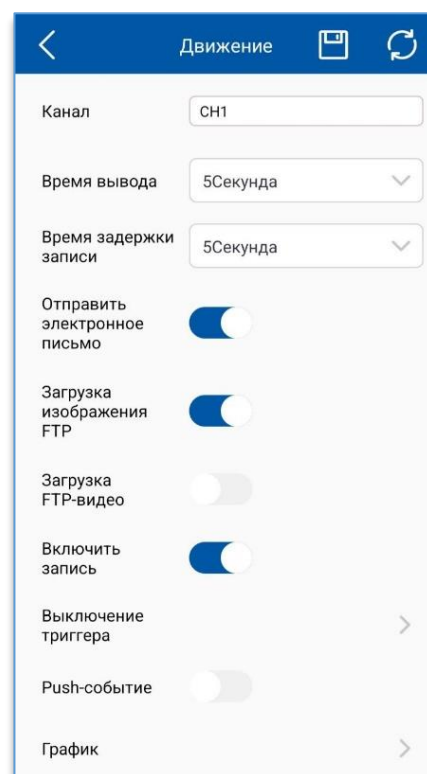 Движение
Канал
CH1
Время вывода
5Секунда
Время задержки
записи
5Секунда
Отправить
электронное
письмо
Загрузка
изображения
FTP
Загрузка
FTP-видео
Включить
запись
Выключение
триггера
Push-событие
График